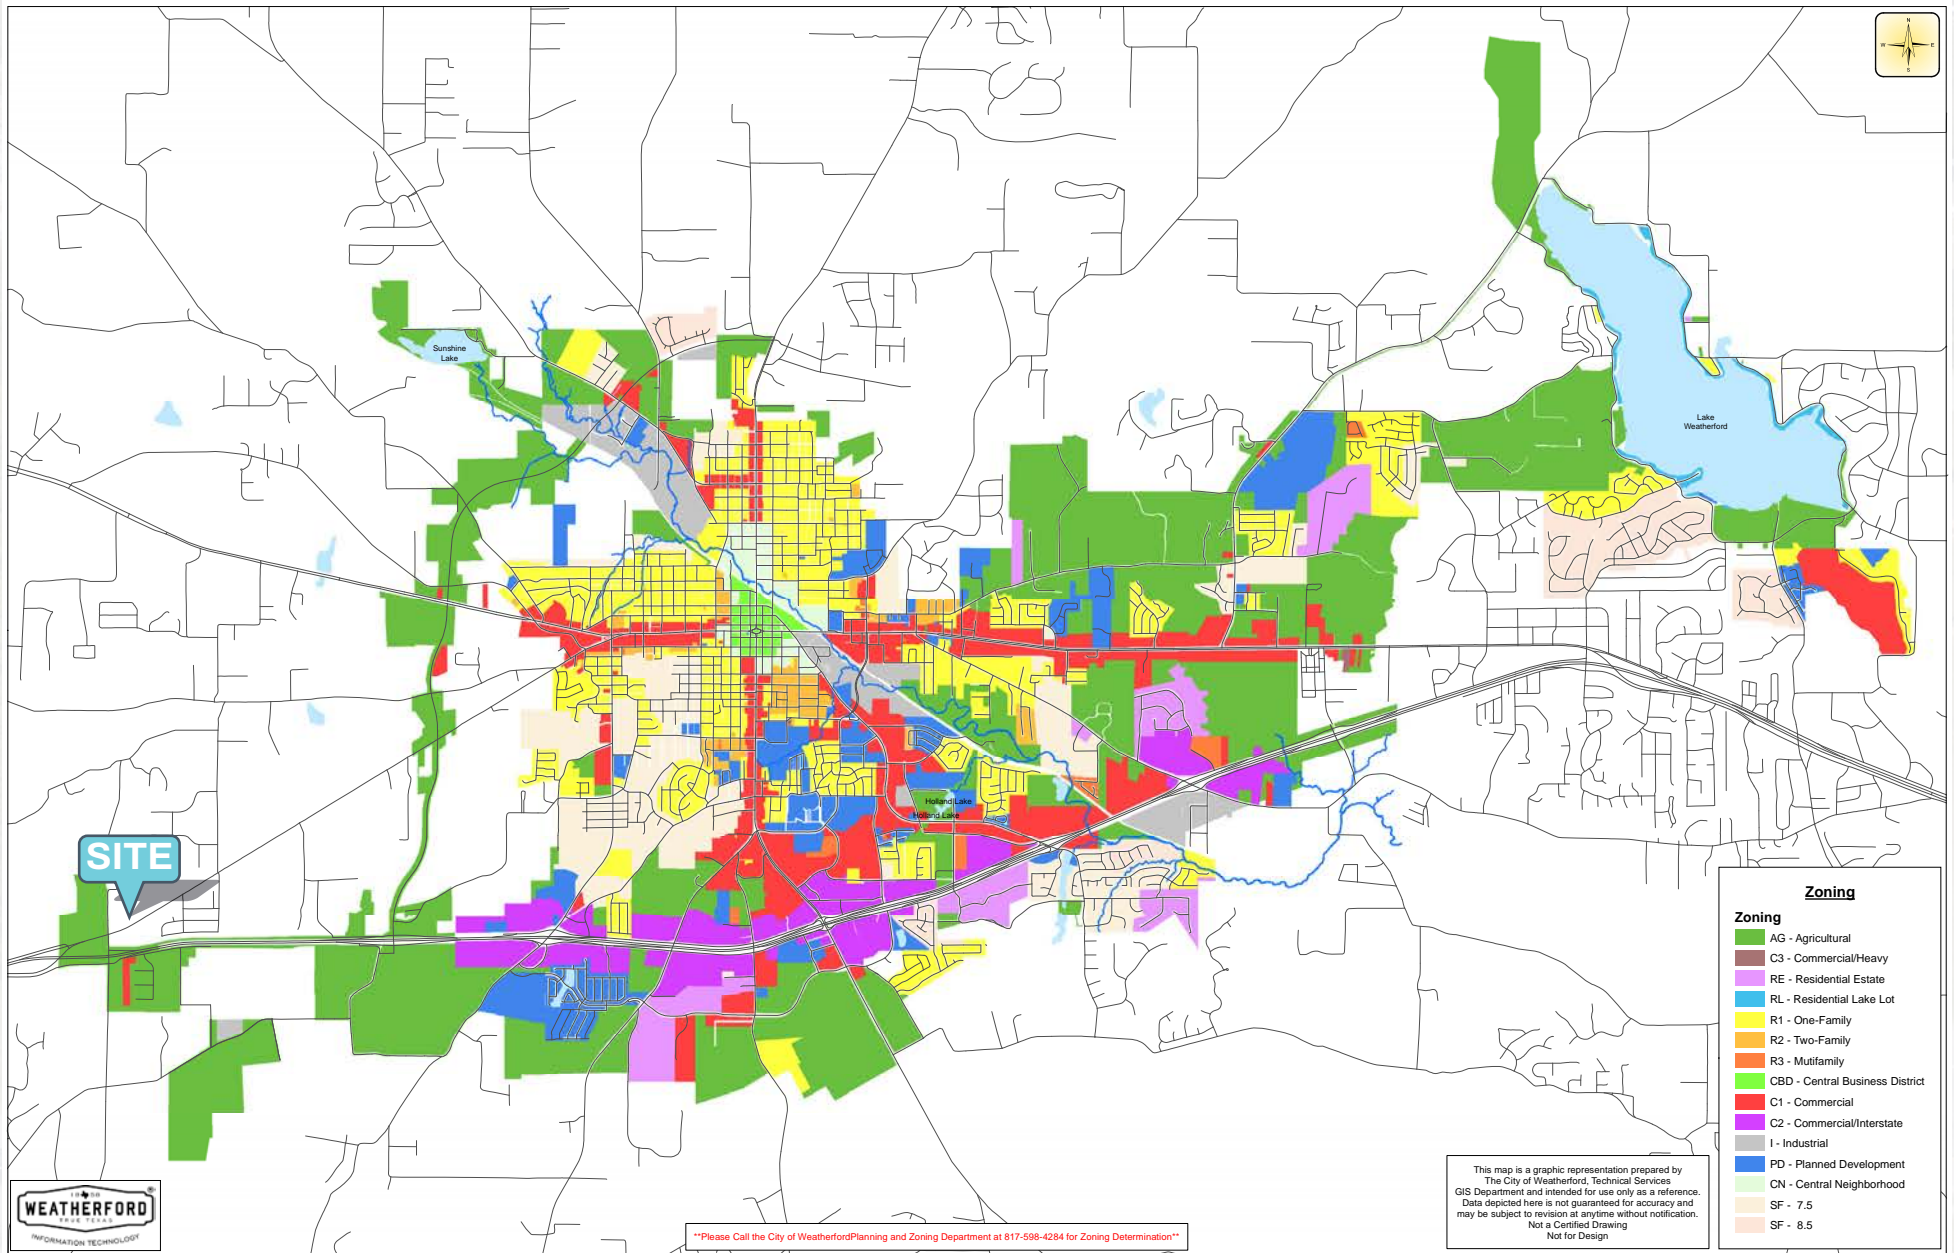 N
W
E
S
Sunshine
Lake
Lake
Weatherford
Holland Lake
Holland Lake
SITE
Zoning
Zoning
AG - Agricultural
C3 - Commercial/Heavy
RE - Residential Estate
RL - Residential Lake Lot
R1 - One-Family
R2 - Two-Family
R3 - Mutifamily
CBD - Central Business District
C1 - Commercial
C2 - Commercial/Interstate
I - Industrial
PD - Planned Development
CN - Central Neighborhood
SF - 7.5
SF - 8.5
This map is a graphic representation prepared by
The City of Weatherford, Technical Services
GIS Department and intended for use only as a reference.
Data depicted here is not guaranteed for accuracy and
may be subject to revision at anytime without notification.
Not a Certified Drawing
Not for Design
WEATHERFORD
TRUE TEXAS
INFORMATION TECHNOLOGY
**Please Call the City of WeatherfordPlanning and Zoning Department at 817-598-4284 for Zoning Determination**